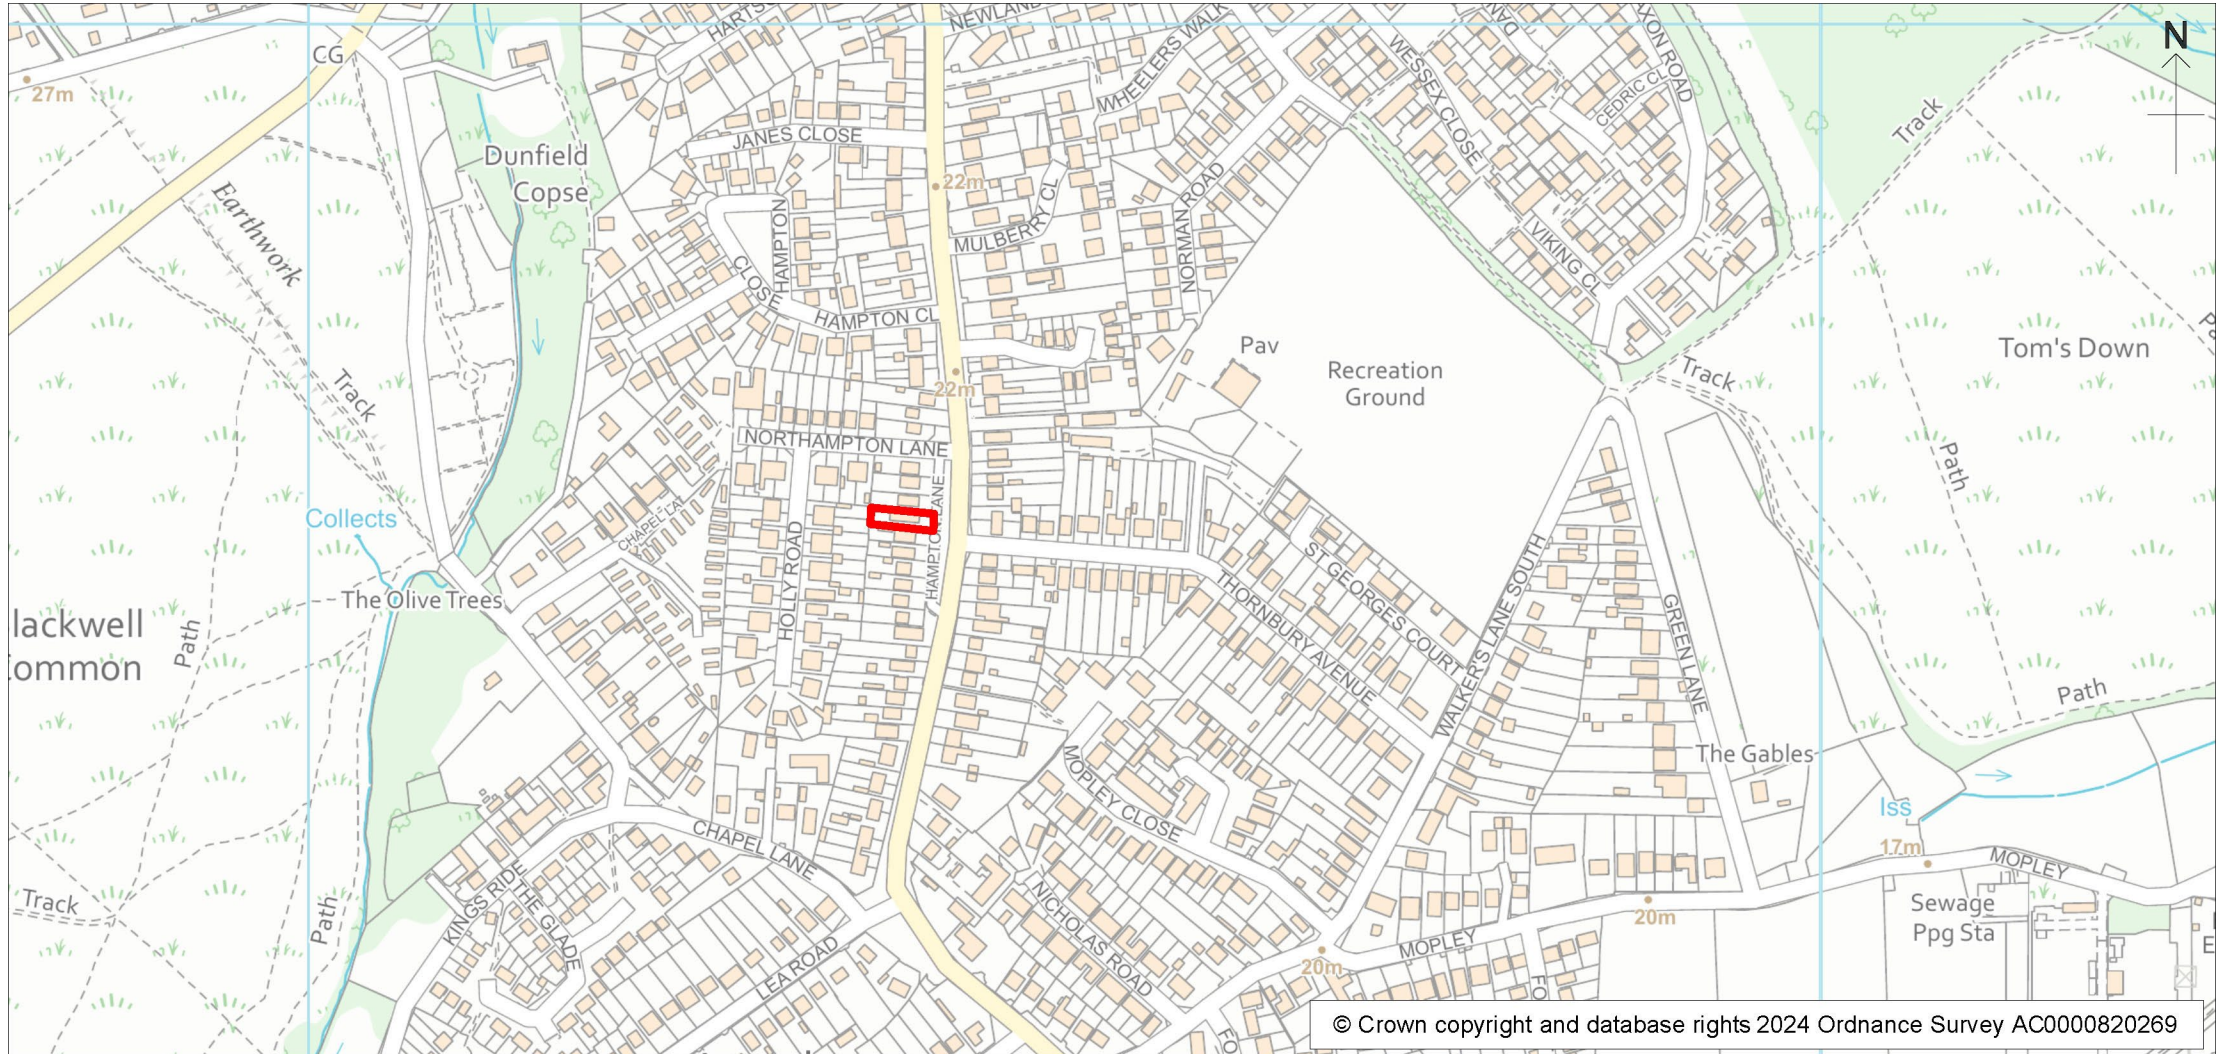 CG
27m
Dunfield
Copse
Earthwork
Track
Collects
The Olive Trees
Path
Path
Track
KINGS RIDE
THE GLADE
CHAPEL LANE
LEA ROAD
JANES CLOSE
HAMPTON
CLOSE
HAMPTON CL
NORTHAMPTON LANE
HAMPTON LANE
HOLLY ROAD
22m
22m
WHEELERS WALK
MULBERRY CL
NORMAN ROAD
WESSEX CLOSE
CEDRIC CL
VIKING CL
Pav
Recreation
Ground
Track
Track
Tom's Down
Path
Path
N
ST GEORGES COURT
THORNBURY AVENUE
WALKER'S LANE SOUTH
GREEN LANE
The Gables
Iss
17m
MOPLEY
Sewage
Ppg Sta
20m
MOPLEY
20m
MOPLEY CLOSE
NICHOLAS ROAD
© Crown copyright and database rights 2024 Ordnance Survey AC0000820269